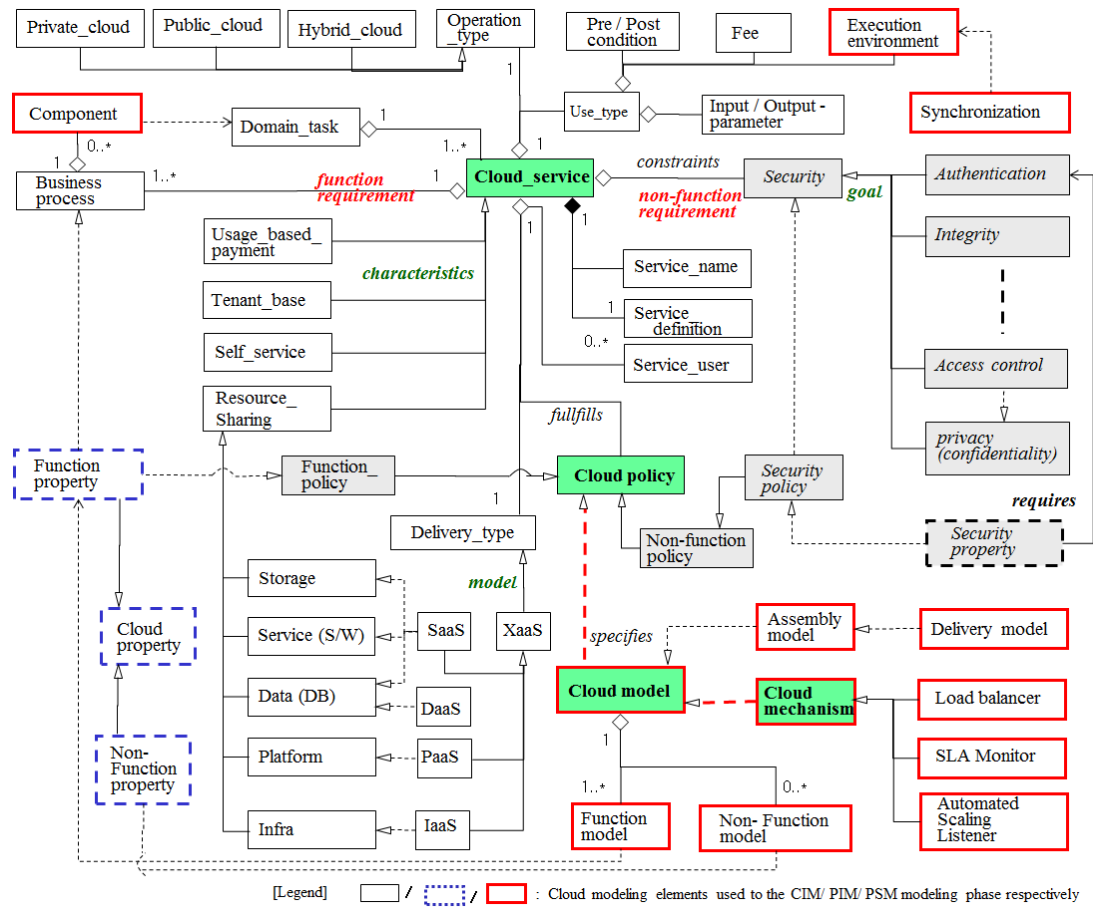 Private_cloud
Public_cloud
Hybrid_cloud
Operation
_type
Pre / Post
condition
Fee
Execution
environment
1
Component
Domain_task
1
Use_type
Input / Output -
parameter
Synchronization
0..*
1
1..*
1
constraints
Business
process
1..*
function
requirement
1
Cloud_service
non-function
requirement
Security
goal
Authentication
1
1
1
Usage_based_
payment
characteristics
Integrity
Service_name
Tenant_base
1
Service_
definition
0..*
Self_service
Service_user
Access control
Resource_
Sharing
fullfills
privacy
(confidentiality)
Function
property
Function_
policy
Cloud policy
Security
policy
requires
1
Delivery_type
Non-function
policy
Security
property
Storage
model
Cloud
property
Service (S/W)
SaaS
XaaS
specifies
Assembly
model
Delivery model
Data (DB)
DaaS
Cloud model
Cloud
mechanism
Load balancer
Non-
Function
property
Platform
PaaS
1
SLA Monitor
1..*
0..*
Infra
IaaS
Function
model
Non- Function
model
Automated
Scaling
Listener
[Legend] / / : Cloud modeling elements used to the CIM/ PIM/ PSM modeling phase respectively